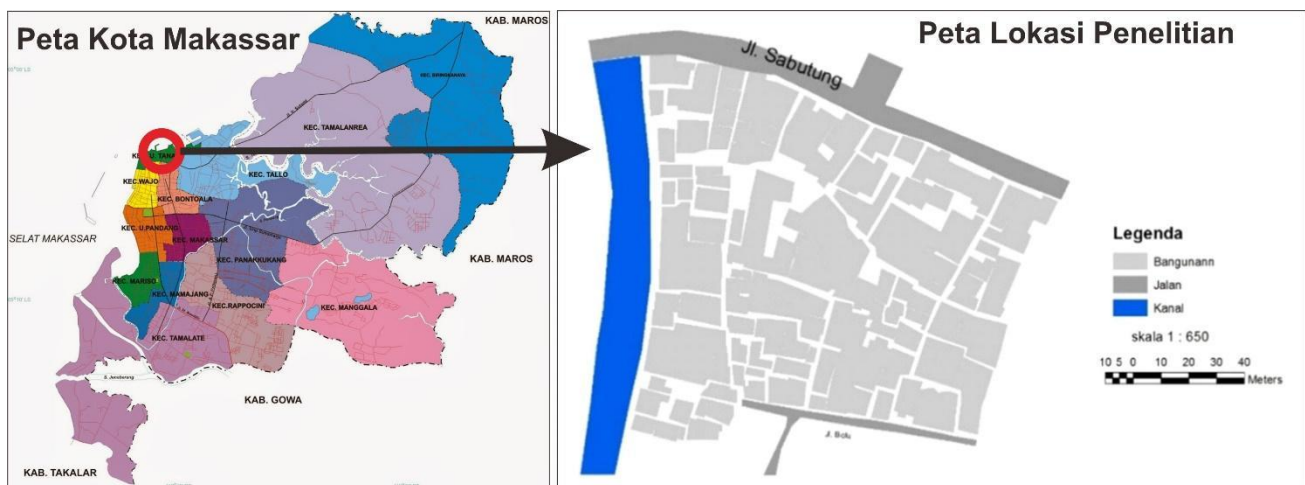 Peta Kota Makassar
KAB. MAROS
KEC. BIRINGKANAYA
KEC. TAMALANREA
KEC. TALLO
KEC. WAJO
KEC. BONTOALA
KEC. U.PANDANG
KEC. MAKASSAR
SELAT MAKASSAR
KEC. PANAKKUKANG
KAB. MAROS
KEC. MARISO
KEC. MAMAJANG
KEC.RAPPOCINI
KEC. MANGGALA
KEC. TAMALATE
S. Jeneberang
KAB. GOWA
KAB. TAKALAR
Peta Lokasi Penelitian
Jl. Sabutung
Legenda
Bangunann
Jalan
Kanal
skala 1 : 650
10 5 0 10 20 30 40
Meters
Jl. Bolu